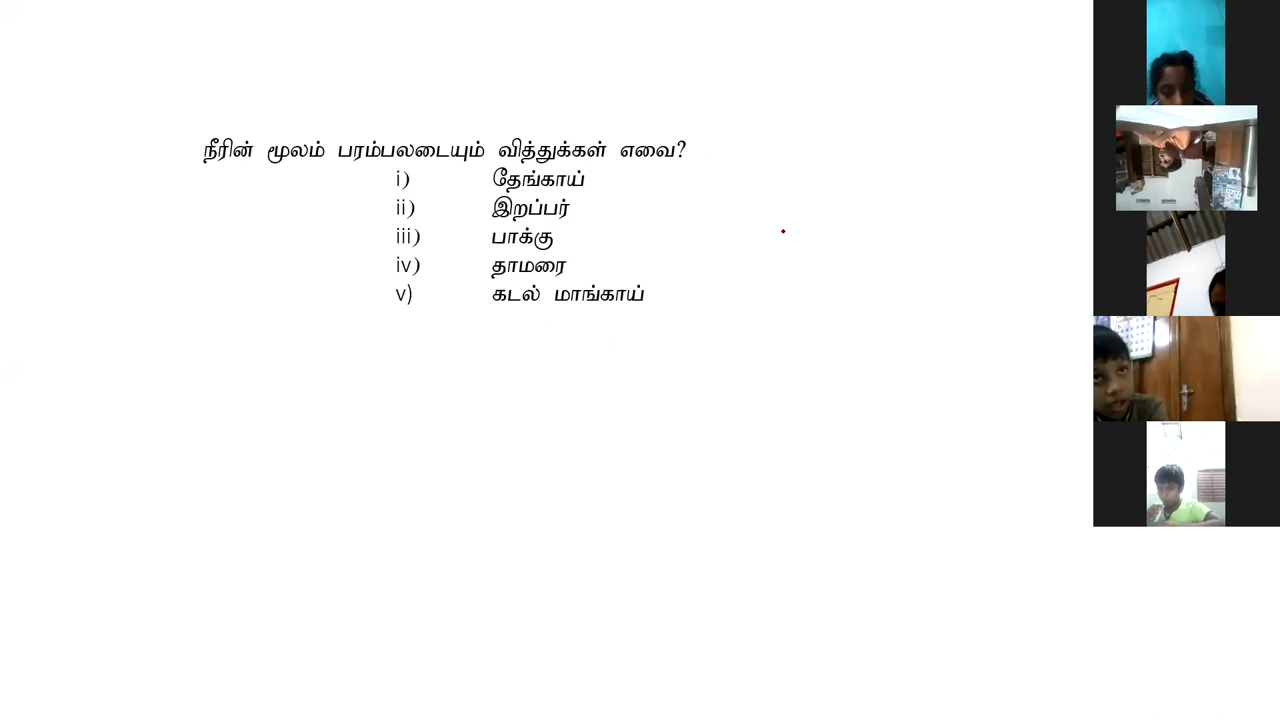 நீரின் மூலம் பரம்பலடையும் வித்துக்கள் எவை?
i) தேங்காய்
ii) இறப்பர்
iii) பாக்கு
iv) தாமரை
v) கடல் மாங்காய்